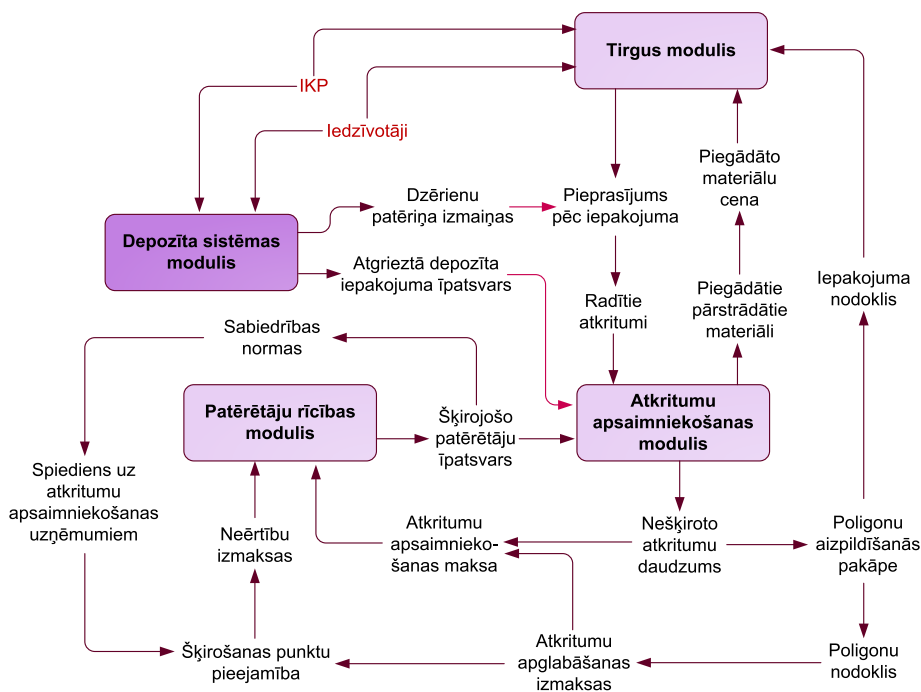 Tirgus modulis
IKP
Iedzīvotāji
Piegādāto
materiālu
cena
Dzērienu
patēriņa izmaiņas
Pieprasījums
pēc iepakojuma
Depozīta sistēmas
modulis
Atgrieztā depozīta
iepakojuma īpatsvars
Iepakojuma
nodoklis
Radītie
atkritumi
Piegādātie
pārstrādātie
materiāli
Sabiedrības
normas
Patērētāju rīcības
modulis
Šķirojošo
patērētāju
īpatsvars
Atkritumu
apsaimniekošanas
modulis
Spiediens uz
atkritumu
apsaimniekošanas
uzņēmumiem
Neērtību
izmaksas
Atkritumu
apsaimnieko-
šanas maksa
Nešķiroto
atkritumu
daudzums
Poligonu
aizpildīšanās
pakāpe
Šķirošanas punktu
pieejamība
Atkritumu
apglabāšanas
izmaksas
Poligonu
nodoklis